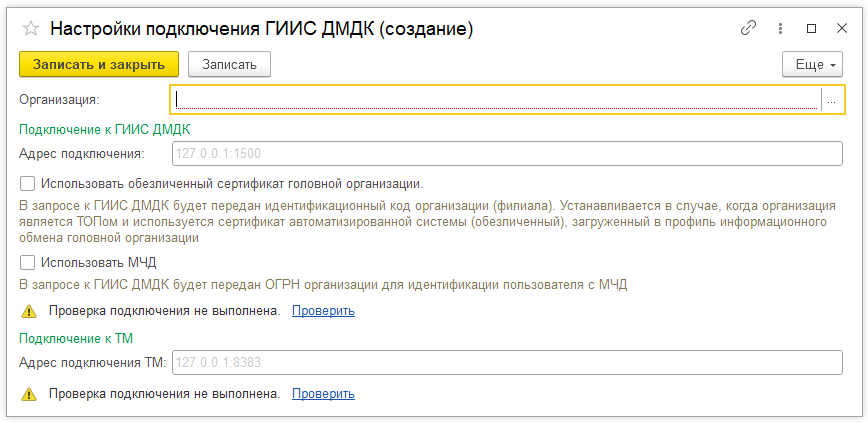 Настройки подключения ГИИС ДМДК (создание)
Записать и закрыть Записать Еще
Организация: ...
Подключение к ГИИС ДМДК
Адрес подключения: 127.0.0.1:1500
Использовать обезличенный сертификат головной организации.
В запросе к ГИИС ДМДК будет передан идентификационный код организации (филиала). Устанавливается в случае, когда организация
является ТОПом и используется сертификат автоматизированной системы (обезличенный), загруженный в профиль информационного
обмена головной организации
Использовать МЧД
В запросе к ГИИС ДМДК будет передан ОГРН организации для идентификации пользователя с МЧД
Проверка подключения не выполнена. Проверить
Подключение к ТМ
Адрес подключения ТМ: 127.0.0.1:8383
Проверка подключения не выполнена. Проверить